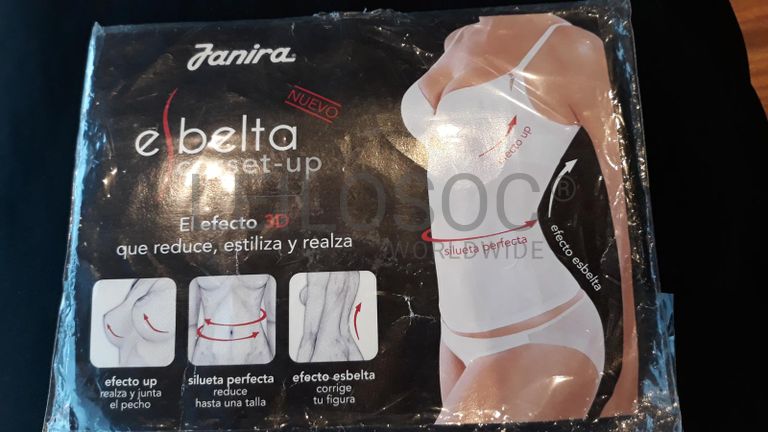 Janira
NUEVO
esbelta
corset-up
El efecto 3D
que reduce, estiliza y realza
efecto up
realza y junta
el pecho
silueta perfecta
reduce
hasta una talla
efecto esbelta
corrige
tu figura
efecto up
silueta perfecta
efecto esbelta
WORLDWIDE